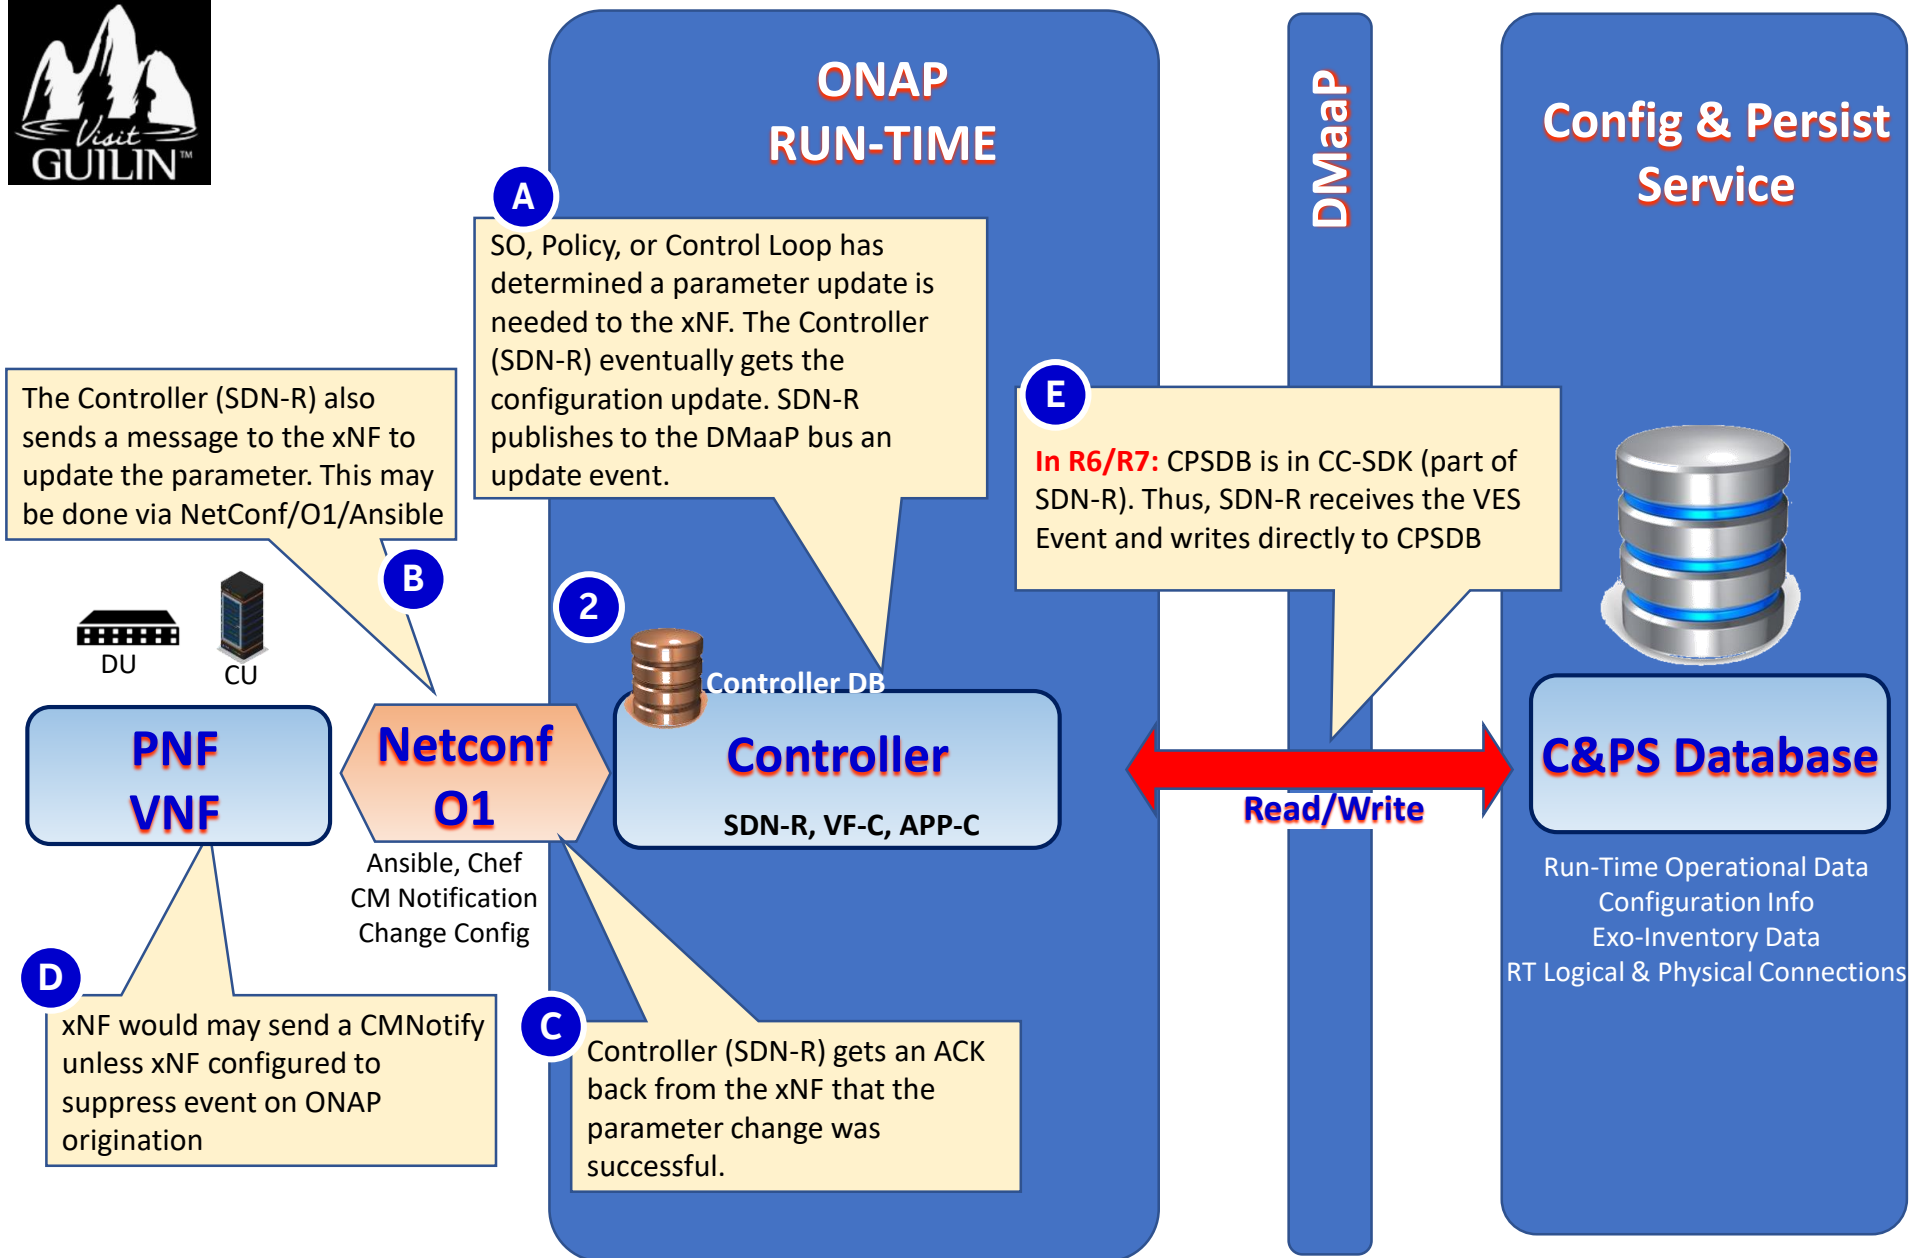 Visit
GUILIN™
ONAP
RUN-TIME
DMaaP
Config & Persist
Service
A
SO, Policy, or Control Loop has
determined a parameter update is
needed to the xNF. The Controller
(SDN-R) eventually gets the
configuration update. SDN-R
publishes to the DMaaP bus an
update event.
The Controller (SDN-R) also
sends a message to the xNF to
update the parameter. This may
be done via NetConf/O1/Ansible
B
E
In R6/R7: CPSDB is in CC-SDK (part of
SDN-R). Thus, SDN-R receives the VES
Event and writes directly to CPSDB
DU
CU
2
Controller DB
PNF
VNF
Netconf
O1
Controller
SDN-R, VF-C, APP-C
Read/Write
C&PS Database
Ansible, Chef
CM Notification
Change Config
Run-Time Operational Data
Configuration Info
Exo-Inventory Data
RT Logical & Physical Connections
D
xNF would may send a CMNotify
unless xNF configured to
suppress event on ONAP
origination
C
Controller (SDN-R) gets an ACK
back from the xNF that the
parameter change was
successful.